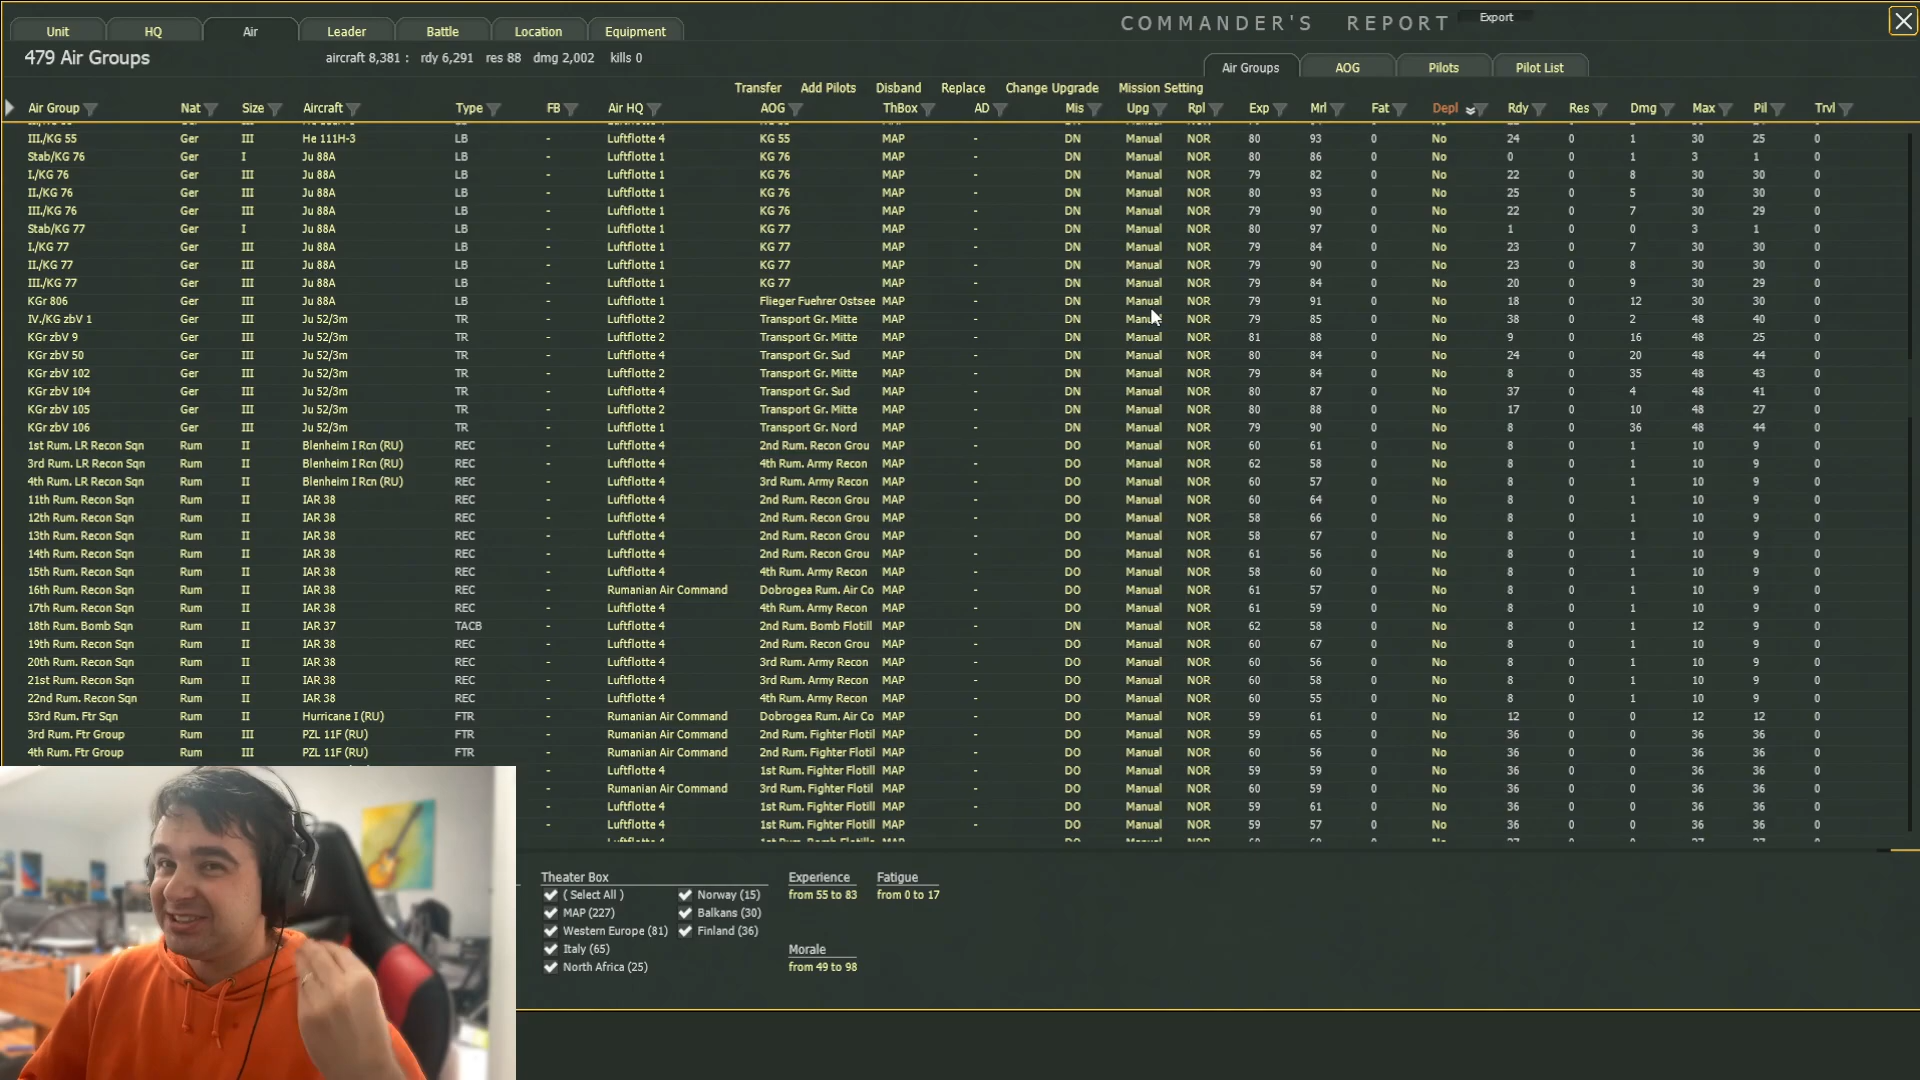 COMMANDER'S REPORT Export
Unit HQ Air Leader Battle Location Equipment
479 Air Groups aircraft 8,381 : rdy 6,291 res 88 dmg 2,002 kills 0
Air Groups AOG Pilots Pilot List
Transfer Add Pilots Disband Replace Change Upgrade Mission Setting
Air Group Nat Size Aircraft Type FB Air HQ AOG ThBox AD Mis Upg Rpl Exp Mrl Fat Depl Rdy Res Dmg Max Pil Trvl
III./KG 55 Ger III He 111H-3 LB - Luftflotte 4 KG 55 MAP - DN Manual NOR 80 93 0 No 24 0 1 30 25 0
Stab/KG 76 Ger I Ju 88A LB - Luftflotte 1 KG 76 MAP - DN Manual NOR 80 86 0 No 0 0 1 3 1 0
I./KG 76 Ger III Ju 88A LB - Luftflotte 1 KG 76 MAP - DN Manual NOR 79 82 0 No 22 0 8 30 30 0
II./KG 76 Ger III Ju 88A LB - Luftflotte 1 KG 76 MAP - DN Manual NOR 80 93 0 No 25 0 5 30 30 0
III./KG 76 Ger III Ju 88A LB - Luftflotte 1 KG 76 MAP - DN Manual NOR 79 90 0 No 22 0 7 30 29 0
Stab/KG 77 Ger I Ju 88A LB - Luftflotte 1 KG 77 MAP - DN Manual NOR 80 97 0 No 1 0 0 3 1 0
I./KG 77 Ger III Ju 88A LB - Luftflotte 1 KG 77 MAP - DN Manual NOR 79 84 0 No 23 0 7 30 30 0
II./KG 77 Ger III Ju 88A LB - Luftflotte 1 KG 77 MAP - DN Manual NOR 79 90 0 No 23 0 8 30 30 0
III./KG 77 Ger III Ju 88A LB - Luftflotte 1 KG 77 MAP - DN Manual NOR 79 84 0 No 20 0 9 30 29 0
KGr 806 Ger III Ju 88A LB - Luftflotte 1 Flieger Fuehrer Ostsee MAP - DN Manual NOR 79 91 0 No 18 0 12 30 30 0
IV./KG zbV 1 Ger III Ju 52/3m TR - Luftflotte 2 Transport Gr. Mitte MAP - DN Manual NOR 79 85 0 No 38 0 2 48 40 0
KGr zbV 9 Ger III Ju 52/3m TR - Luftflotte 2 Transport Gr. Mitte MAP - DN Manual NOR 81 88 0 No 9 0 16 48 25 0
KGr zbV 50 Ger III Ju 52/3m TR - Luftflotte 4 Transport Gr. Sud MAP - DN Manual NOR 80 84 0 No 24 0 20 48 44 0
KGr zbV 102 Ger III Ju 52/3m TR - Luftflotte 2 Transport Gr. Mitte MAP - DN Manual NOR 79 84 0 No 8 0 35 48 43 0
KGr zbV 104 Ger III Ju 52/3m TR - Luftflotte 4 Transport Gr. Sud MAP - DN Manual NOR 80 87 0 No 37 0 4 48 41 0
KGr zbV 105 Ger III Ju 52/3m TR - Luftflotte 2 Transport Gr. Mitte MAP - DN Manual NOR 80 88 0 No 17 0 10 48 27 0
KGr zbV 106 Ger III Ju 52/3m TR - Luftflotte 1 Transport Gr. Nord MAP - DN Manual NOR 79 90 0 No 8 0 36 48 44 0
1st Rum. LR Recon Sqn Rum II Blenheim I Rcn (RU) REC - Luftflotte 4 2nd Rum. Recon Grou MAP - DO Manual NOR 60 61 0 No 8 0 1 10 9 0
3rd Rum. LR Recon Sqn Rum II Blenheim I Rcn (RU) REC - Luftflotte 4 4th Rum. Army Recon MAP - DO Manual NOR 62 58 0 No 8 0 1 10 9 0
4th Rum. LR Recon Sqn Rum II Blenheim I Rcn (RU) REC - Luftflotte 4 3rd Rum. Army Recon MAP - DO Manual NOR 60 57 0 No 8 0 1 10 9 0
11th Rum. Recon Sqn Rum II IAR 38 REC - Luftflotte 4 2nd Rum. Recon Grou MAP - DO Manual NOR 60 64 0 No 8 0 1 10 9 0
12th Rum. Recon Sqn Rum II IAR 38 REC - Luftflotte 4 2nd Rum. Recon Grou MAP - DO Manual NOR 58 66 0 No 8 0 1 10 9 0
13th Rum. Recon Sqn Rum II IAR 38 REC - Luftflotte 4 2nd Rum. Recon Grou MAP - DO Manual NOR 58 67 0 No 8 0 1 10 9 0
14th Rum. Recon Sqn Rum II IAR 38 REC - Luftflotte 4 2nd Rum. Recon Grou MAP - DO Manual NOR 61 56 0 No 8 0 1 10 9 0
15th Rum. Recon Sqn Rum II IAR 38 REC - Luftflotte 4 4th Rum. Army Recon MAP - DO Manual NOR 58 60 0 No 8 0 1 10 9 0
16th Rum. Recon Sqn Rum II IAR 38 REC - Rumanian Air Command Dobrogea Rum. Air Co MAP - DO Manual NOR 61 57 0 No 8 0 1 10 9 0
17th Rum. Recon Sqn Rum II IAR 38 REC - Luftflotte 4 4th Rum. Army Recon MAP - DO Manual NOR 61 59 0 No 8 0 1 10 9 0
18th Rum. Bomb Sqn Rum II IAR 37 TACB - Luftflotte 4 2nd Rum. Bomb Flotill MAP - DN Manual NOR 62 58 0 No 8 0 1 12 9 0
19th Rum. Recon Sqn Rum II IAR 38 REC - Luftflotte 4 2nd Rum. Recon Grou MAP - DO Manual NOR 60 67 0 No 8 0 1 10 9 0
20th Rum. Recon Sqn Rum II IAR 38 REC - Luftflotte 4 3rd Rum. Army Recon MAP - DO Manual NOR 60 56 0 No 8 0 1 10 9 0
21st Rum. Recon Sqn Rum II IAR 38 REC - Luftflotte 4 3rd Rum. Army Recon MAP - DO Manual NOR 60 58 0 No 8 0 1 10 9 0
22nd Rum. Recon Sqn Rum II IAR 38 REC - Luftflotte 4 4th Rum. Army Recon MAP - DO Manual NOR 60 55 0 No 8 0 1 10 9 0
53rd Rum. Ftr Sqn Rum II Hurricane I (RU) FTR - Rumanian Air Command Dobrogea Rum. Air Co MAP - DO Manual NOR 59 61 0 No 12 0 0 12 12 0
3rd Rum. Ftr Group Rum III PZL 11F (RU) FTR - Rumanian Air Command 2nd Rum. Fighter Flotil MAP - DO Manual NOR 59 65 0 No 36 0 0 36 36 0
4th Rum. Ftr Group Rum III PZL 11F (RU) FTR - Rumanian Air Command 2nd Rum. Fighter Flotil MAP - DO Manual NOR 60 56 0 No 36 0 0 36 36 0
- Luftflotte 4 1st Rum. Fighter Flotill MAP - DO Manual NOR 59 59 0 No 36 0 0 36 36 0
- Rumanian Air Command 3rd Rum. Fighter Flotil MAP - DO Manual NOR 60 59 0 No 36 0 0 36 36 0
- Luftflotte 4 1st Rum. Fighter Flotill MAP - DO Manual NOR 59 61 0 No 36 0 0 36 36 0
- Luftflotte 4 1st Rum. Fighter Flotill MAP - DO Manual NOR 59 57 0 No 36 0 0 36 36 0
Theater Box Experience Fatigue
( Select All ) Norway (15) from 55 to 83 from 0 to 17
MAP (227) Balkans (30)
Western Europe (81) Finland (36)
Italy (65) Morale
North Africa (25) from 49 to 98